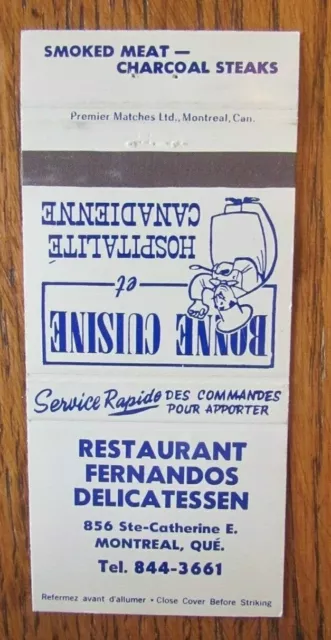 SMOKED MEAT —
CHARCOAL STEAKS
Premier Matches Ltd., Montreal, Can.
BONNE CUISINE
et
HOSPITALITÉ
CANADIENNE
Service Rapide DES COMMANDES
POUR APPORTER
RESTAURANT
FERNANDOS
DELICATESSEN
856 Ste-Catherine E.
MONTREAL, QUÉ.
Tel. 844-3661
Refermez avant d'allumer • Close Cover Before Striking